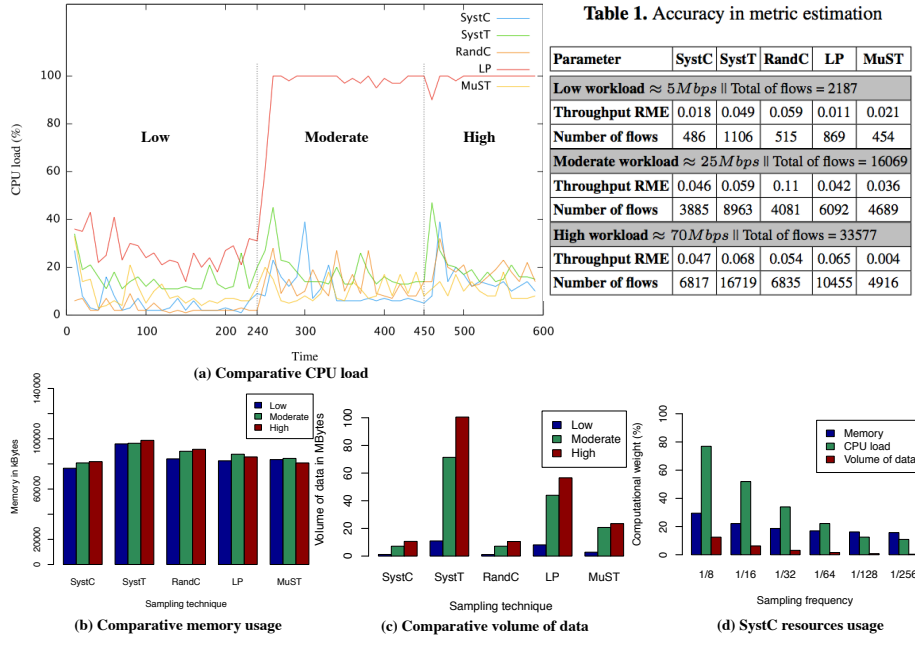 SystC
SystT
RandC
LP
MuST
CPU load (%)
100
80
60
40
20
0
Low
Moderate
High
0
100
200
240
300
400
450
500
600
Time
(a) Comparative CPU load
Table 1. Accuracy in metric estimation
Parameter SystC SystT RandC LP MuST
Low workload ≈ 5Mbps || Total of flows = 2187
Throughput RME 0.018 0.049 0.059 0.011 0.021
Number of flows 486 1106 515 869 454
Moderate workload ≈ 25Mbps || Total of flows = 16069
Throughput RME 0.046 0.059 0.11 0.042 0.036
Number of flows 3885 8963 4081 6092 4689
High workload ≈ 70Mbps || Total of flows = 33577
Throughput RME 0.047 0.068 0.054 0.065 0.004
Number of flows 6817 16719 6835 10455 4916
Memory in kBytes
140000
100000
80000
60000
40000
20000
0
Low
Moderate
High
SystC SystT RandC LP MuST
Sampling technique
(b) Comparative memory usage
Volume of data in MBytes
100
80
60
40
20
0
Low
Moderate
High
SystC SystT RandC LP MuST
Sampling technique
(c) Comparative volume of data
Computational weight (%)
100
80
60
40
20
0
Memory
CPU load
Volume of data
1/8 1/16 1/32 1/64 1/128 1/256
Sampling frequency
(d) SystC resources usage